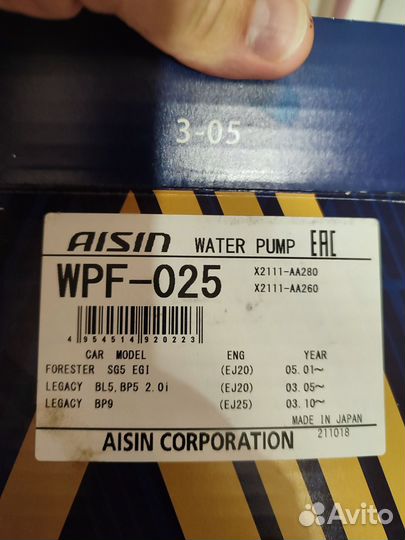 3-05
AISIN WATER PUMP EAC
WPF-025
X2111-AA280
X2111-AA260
4 954514 920223
CAR MODEL ENG YEAR
FORESTER SG5 EGI (EJ20) 05.01~
LEGACY BL5,BP5 2.0i (EJ20) 03.05~
LEGACY BP9 (EJ25) 03.10~
MADE IN JAPAN
AISIN CORPORATION 211018
Avito